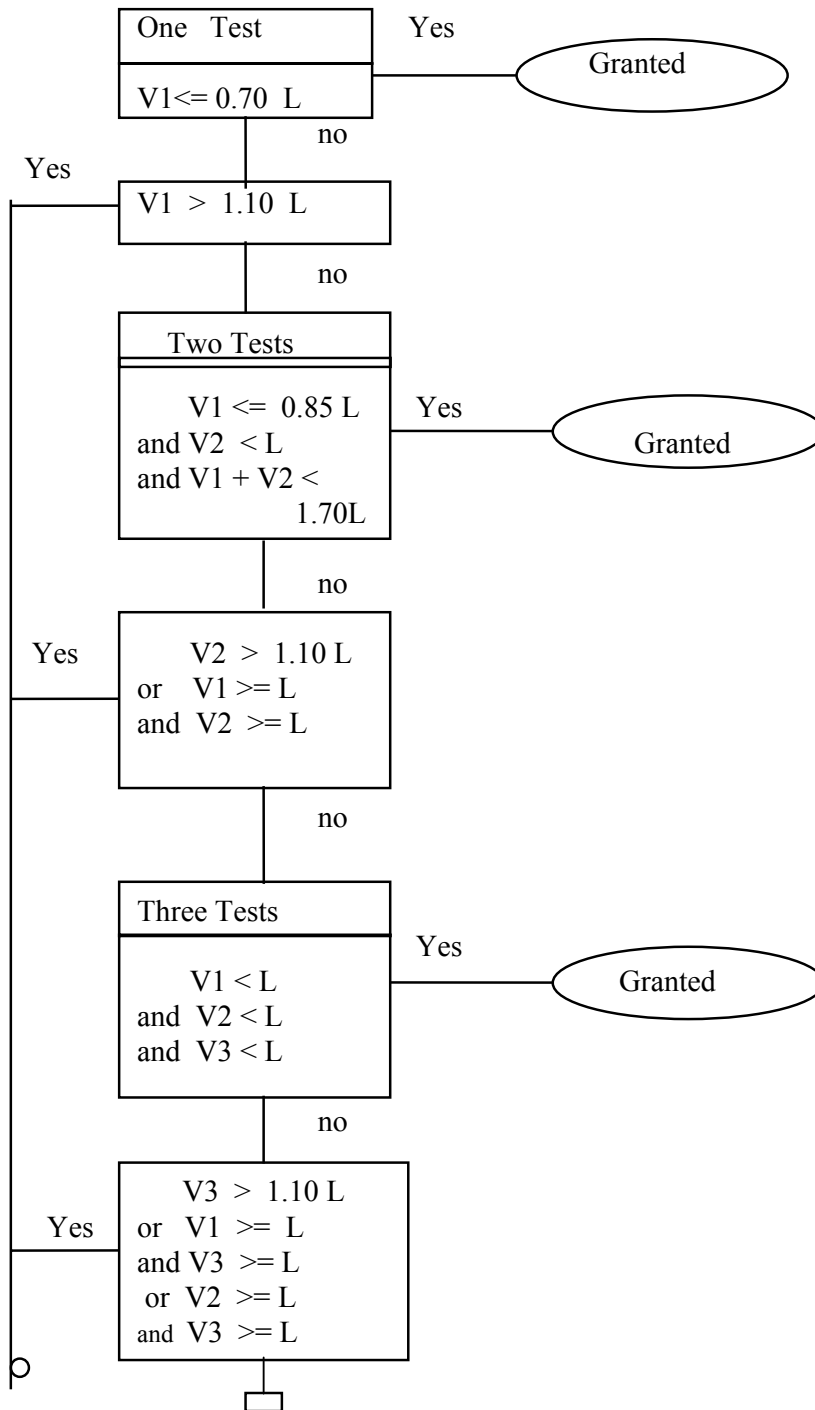 One Test
Yes
Granted
V1<= 0.70 L
no
Yes
V1 > 1.10 L
no
Two Tests
V1 <= 0.85 L
Yes
and V2 < L
Granted
and V1 + V2 <
1.70L
no
Yes
V2 > 1.10 L
or V1 >= L
and V2 >= L
no
Three Tests
Yes
V1 < L
Granted
and V2 < L
and V3 < L
no
V3 > 1.10 L
Yes
or V1 >= L
and V3 >= L
or V2 >= L
and V3 >= L